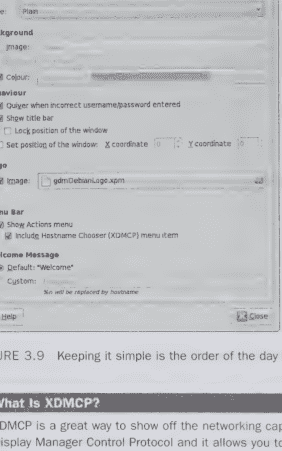 e: Plain
kground
Image:
Colour:
aviour
Quiver when incorrect username/password entered
Show title bar
Lock position of the window
Set position of the window: X coordinate 0 Y coordinate 0
go
Image: gdmDebianLogo.xpm
nu Bar
Show Actions menu
Include Hostname Chooser (XDMCP) menu item
lcome Message
Default: "Welcome"
Custom:
%n will be replaced by hostname
Help Close
URE 3.9 Keeping it simple is the order of the day
What Is XDMCP?
DMCP is a great way to show off the networking cap
isplay Manager Control Protocol and it allows you to